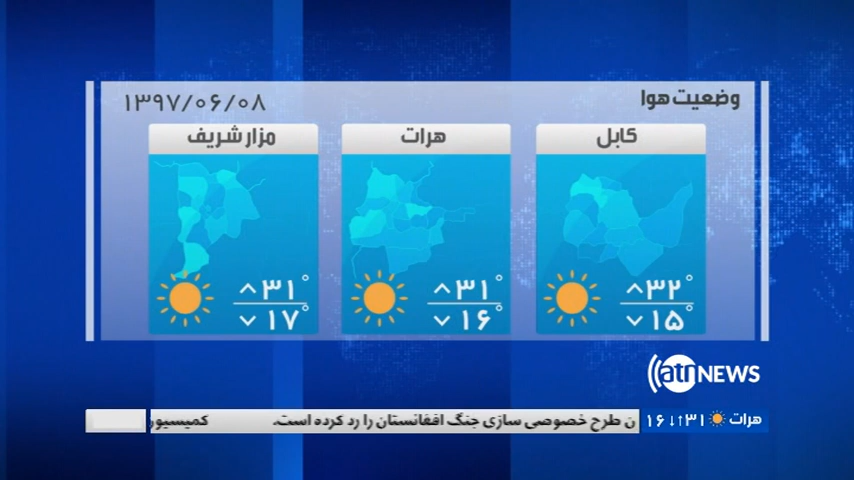 وضعیت هوا
۱۳۹۷/۰۶/۰۸
کابل
هرات
مزار شریف
۳۲°
۱۵°
۳۱°
۱۶°
۳۱°
۱۷°
atn NEWS
هرات ۳۱ ↑↓ ۱۶
ن طرح خصوصی سازی جنگ افغانستان را رد کرده است.
کمیسیور